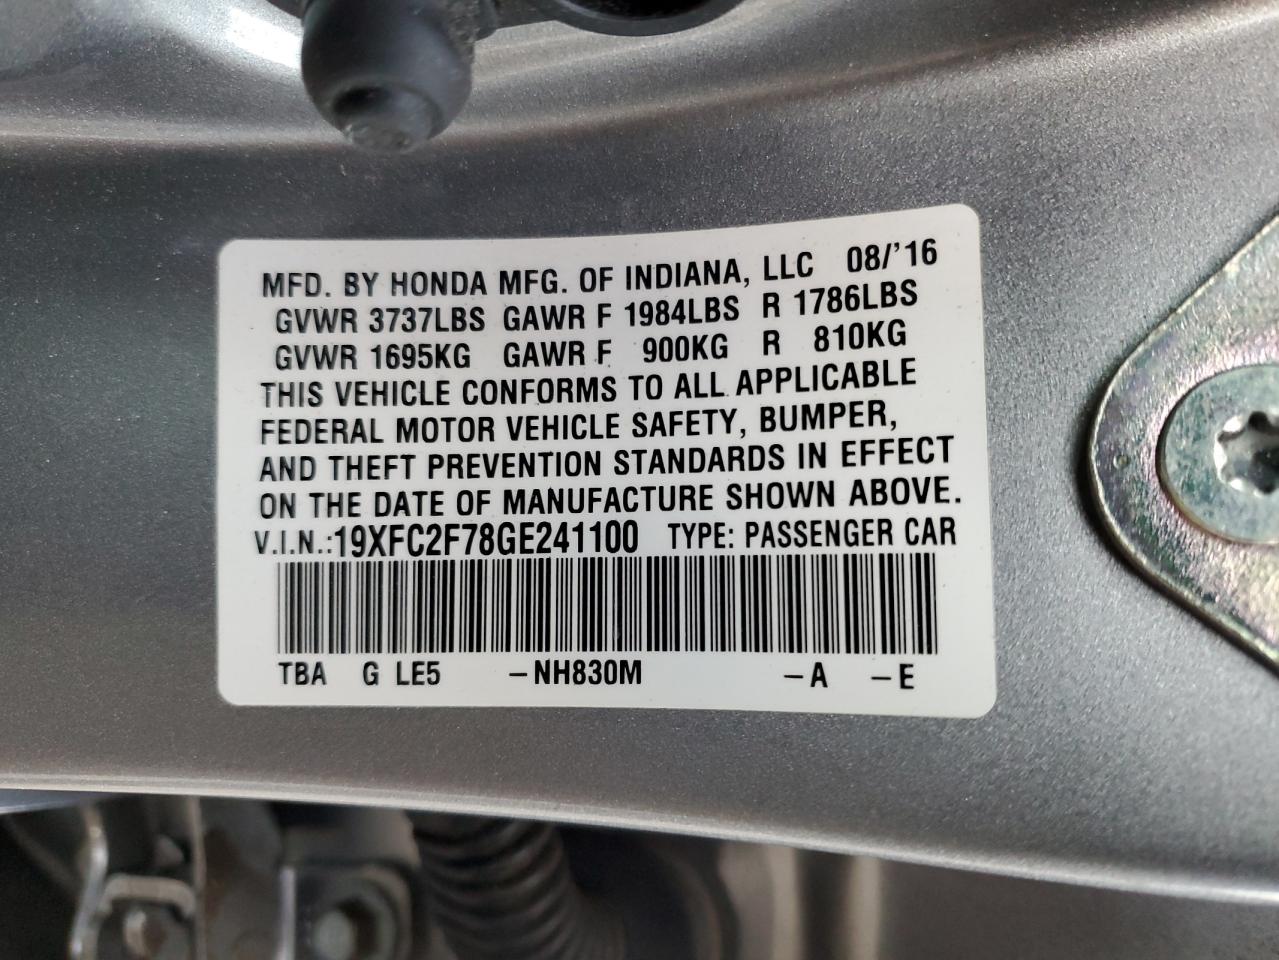 MFD. BY HONDA MFG. OF INDIANA, LLC 08/'16
GVWR 3737LBS GAWR F 1984LBS R 1786LBS
GVWR 1695KG GAWR F 900KG R 810KG
THIS VEHICLE CONFORMS TO ALL APPLICABLE
FEDERAL MOTOR VEHICLE SAFETY, BUMPER,
AND THEFT PREVENTION STANDARDS IN EFFECT
ON THE DATE OF MANUFACTURE SHOWN ABOVE.
V.I.N.:19XFC2F78GE241100 TYPE: PASSENGER CAR
TBA G LE5 –NH830M –A –E